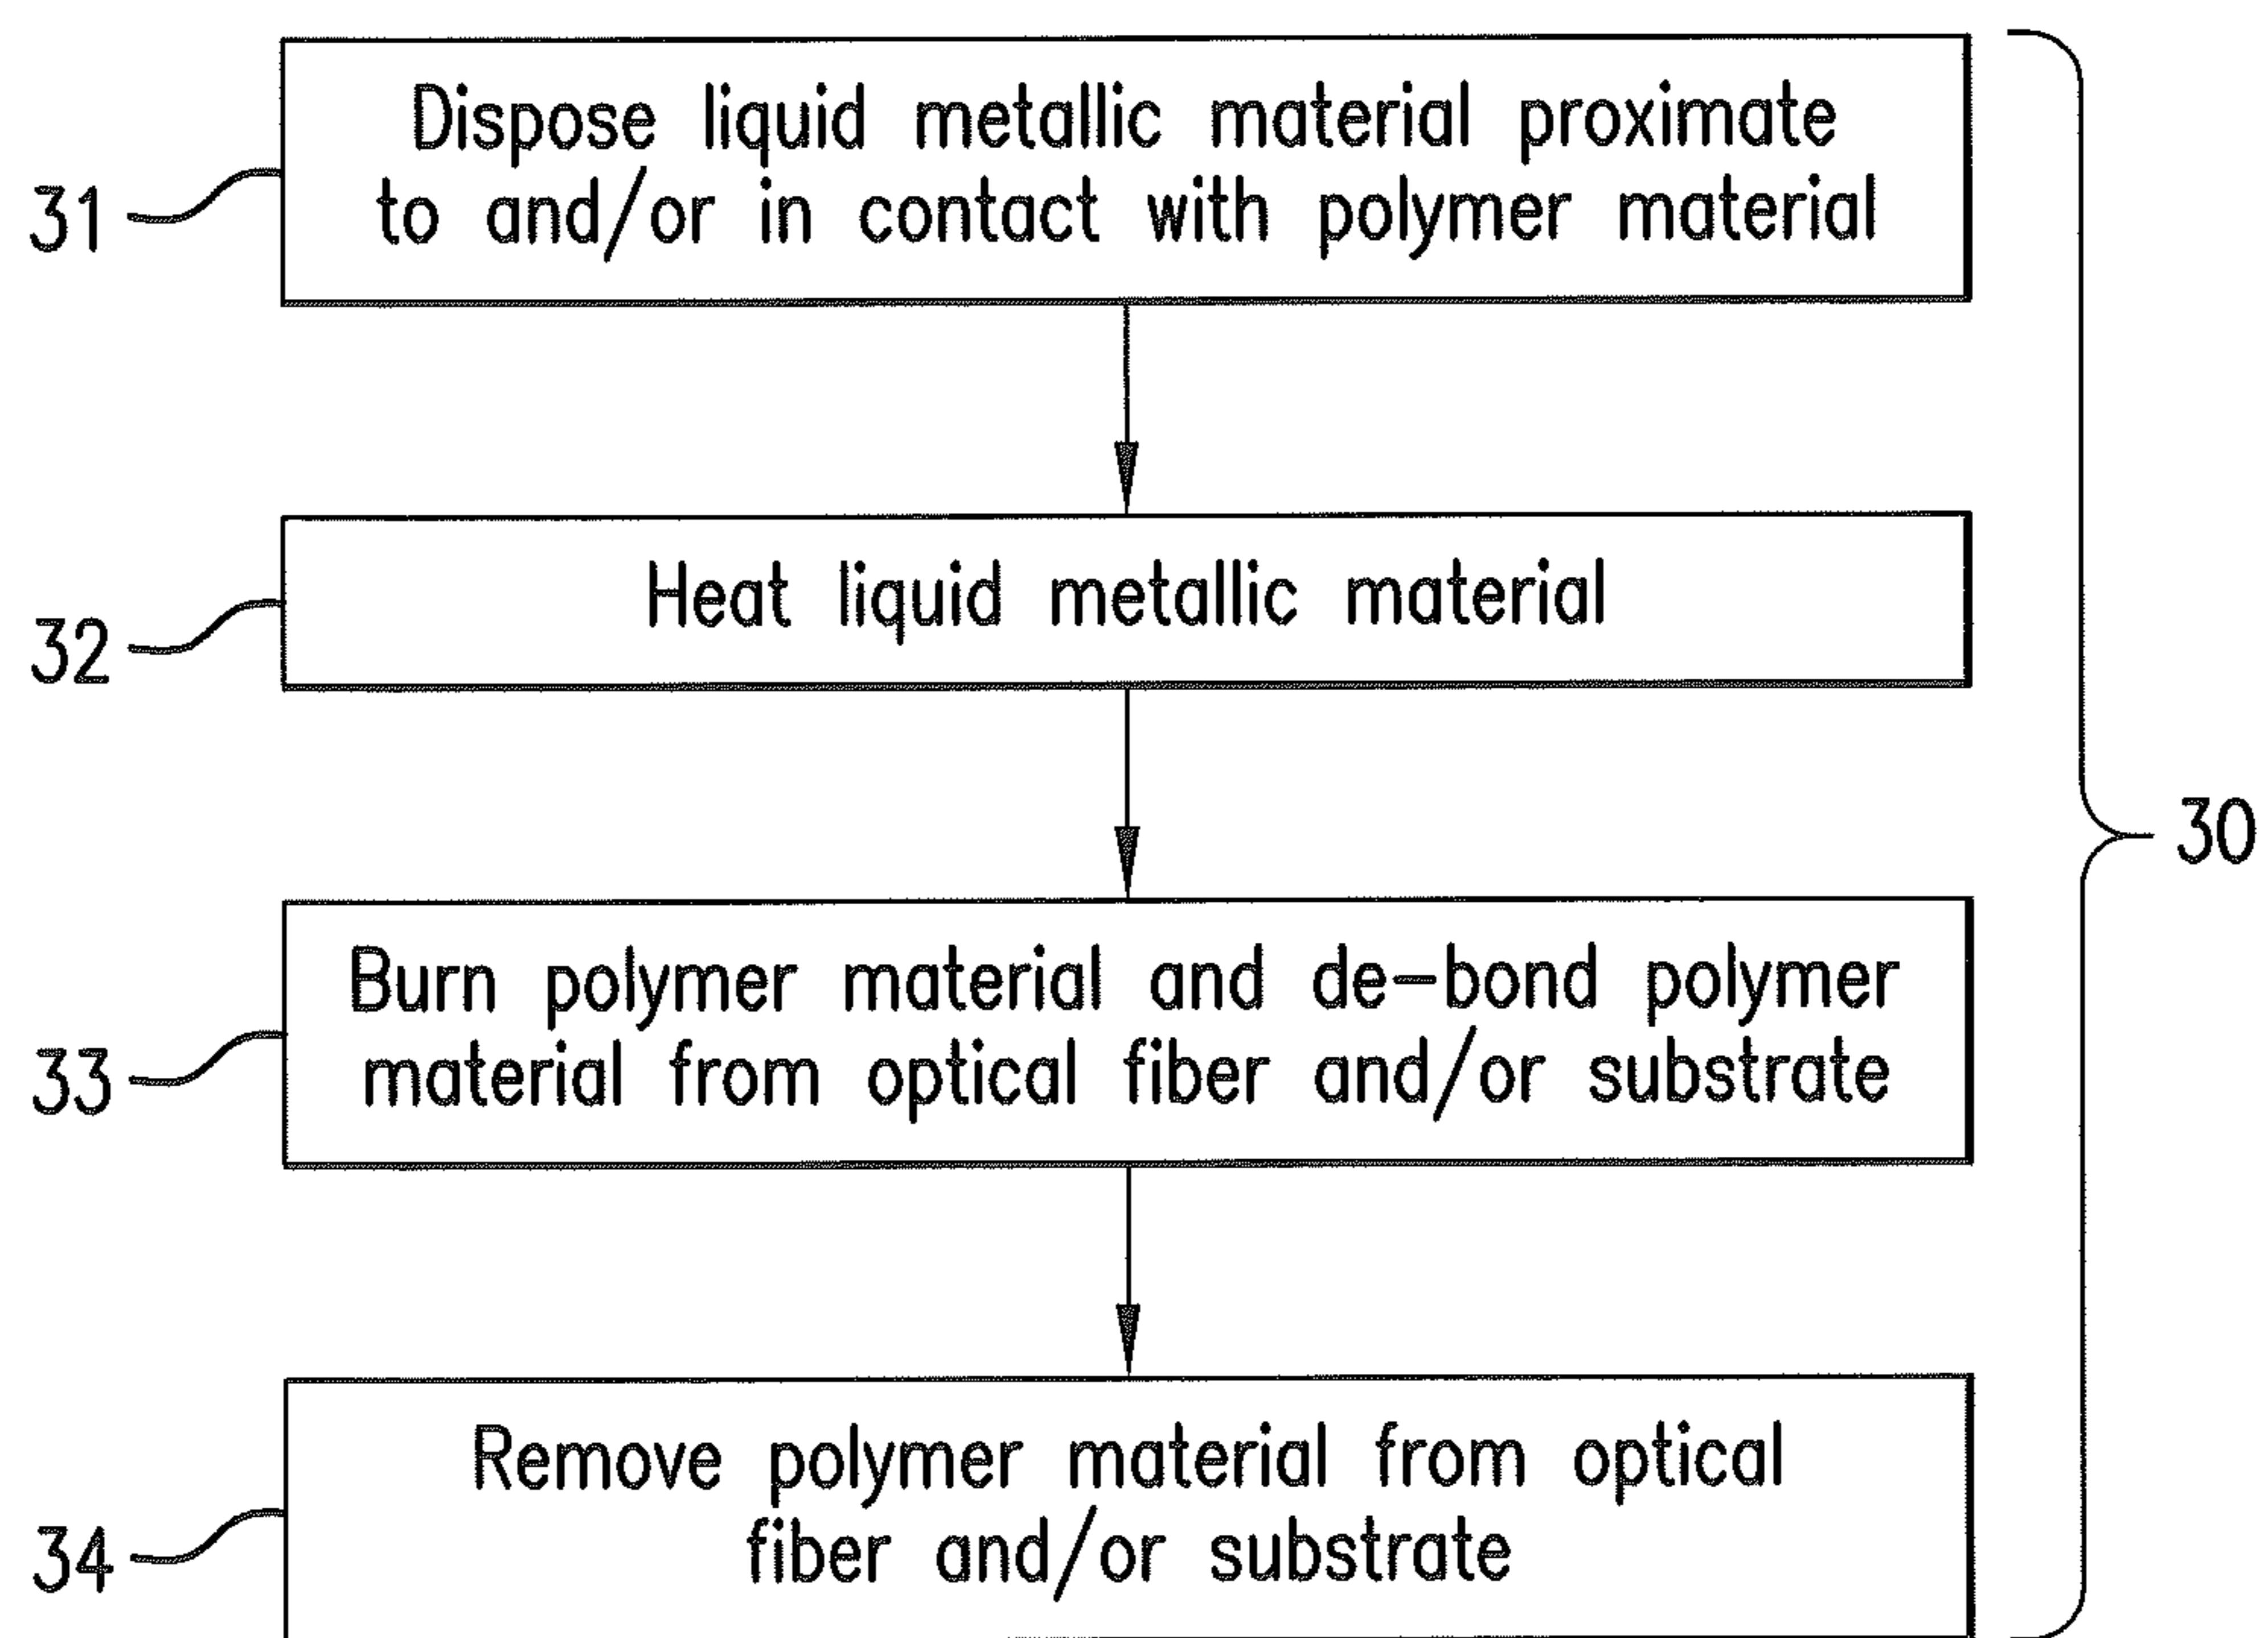 Dispose liquid metallic material proximate
to and/or in contact with polymer material
31
Heat liquid metallic material
32
30
Burn polymer material and de-bond polymer
material from optical fiber and/or substrate
33
Remove polymer material from optical
fiber and/or substrate
34